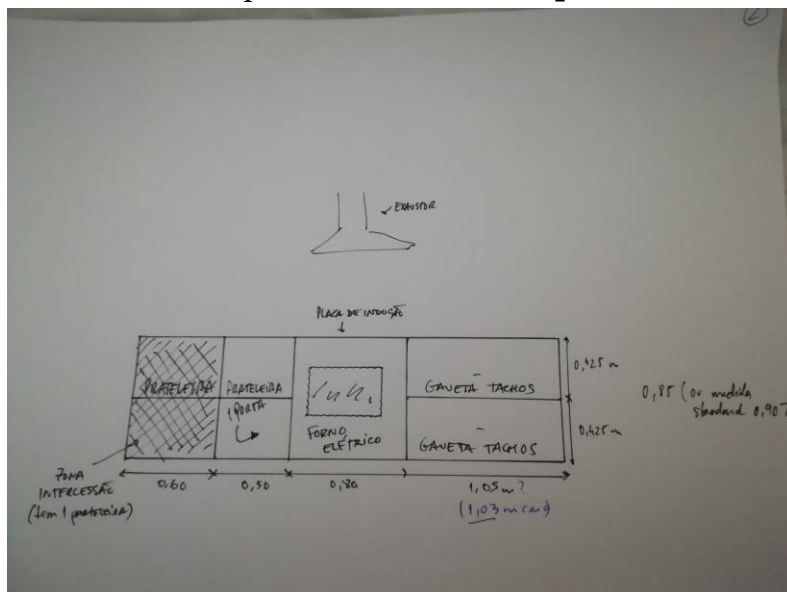 2
EXAUSTOR
PLACA DE INDUÇÃO
PRATELEIRA
PRATELEIRA
1 PORTA
FORNO
ELÉTRICO
GAVETA TACHOS
GAVETA TACHOS
0,425 m
0,425 m
0,85 (ou medida
standard 0,90?
ZONA
INTERCESSÃO
(tem 1 prateleira)
0,60
0,50
0,80
1,05 m?
(1,03 m